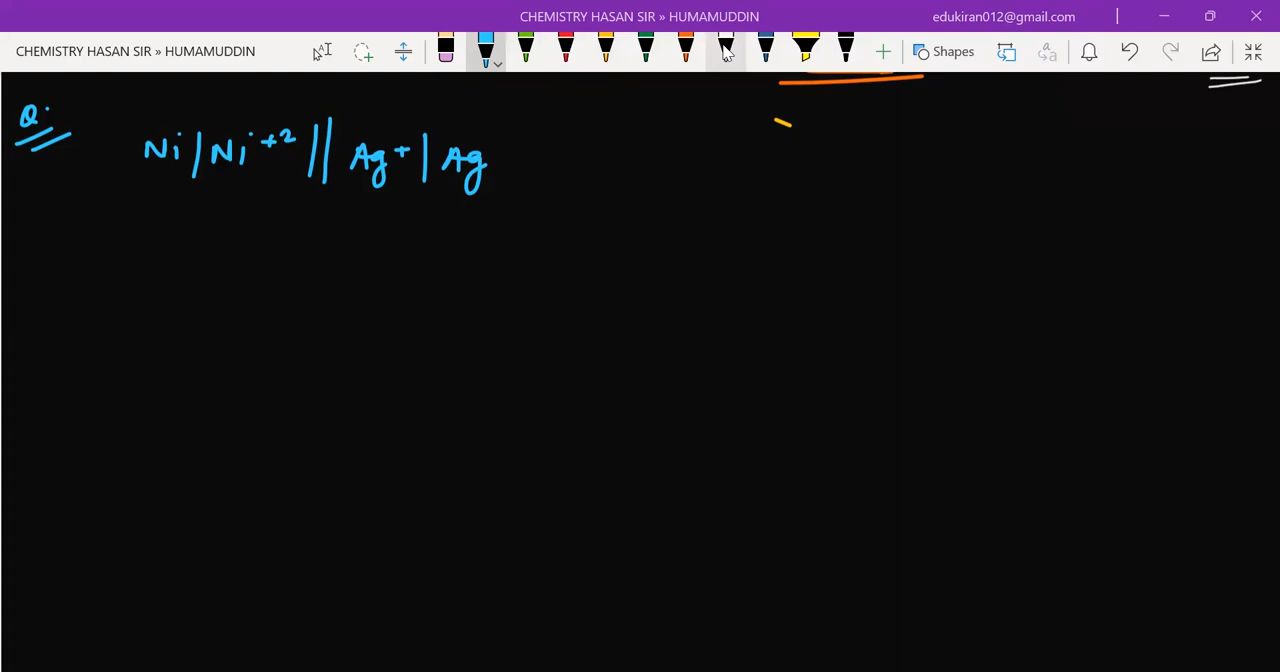 CHEMISTRY HASAN SIR » HUMAMUDDIN
edukiran012@gmail.com
CHEMISTRY HASAN SIR » HUMAMUDDIN
Shapes
Q.
Ni|Ni+2||Ag+|Ag